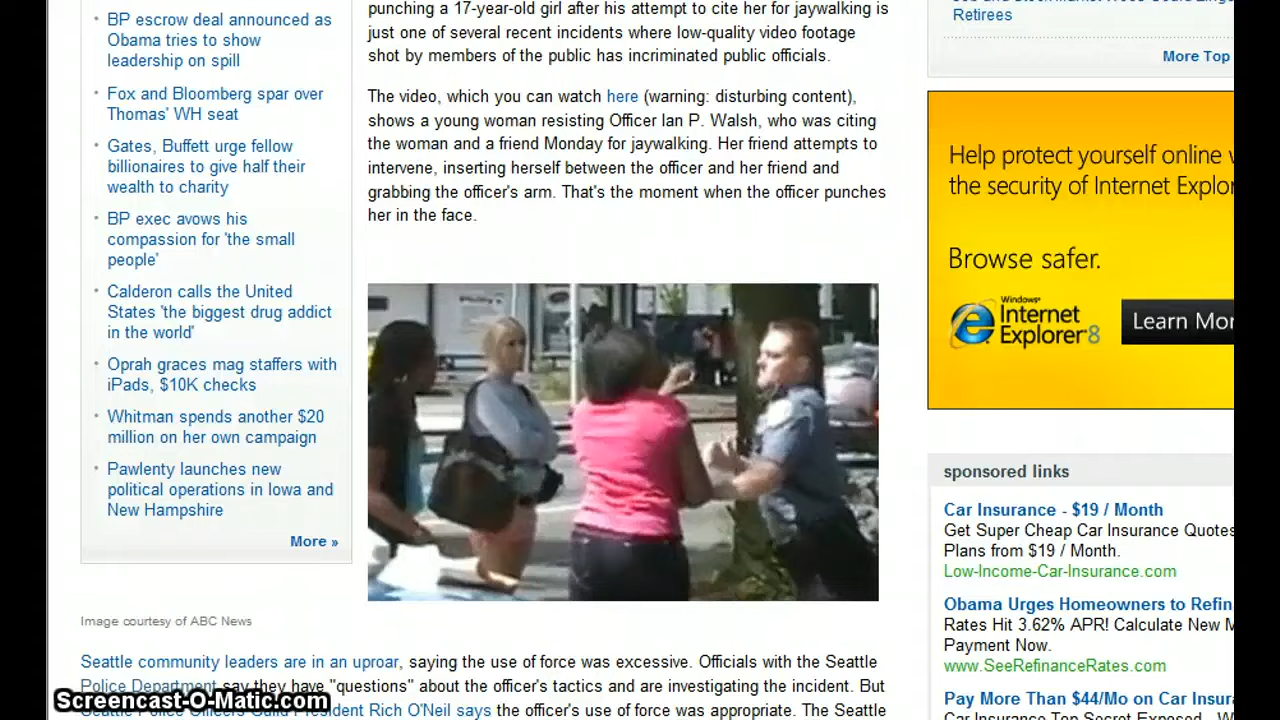 BP escrow deal announced as
Obama tries to show
leadership on spill
Fox and Bloomberg spar over
Thomas' WH seat
Gates, Buffett urge fellow
billionaires to give half their
wealth to charity
BP exec avows his
compassion for 'the small
people'
Calderon calls the United
States 'the biggest drug addict
in the world'
Oprah graces mag staffers with
iPads, $10K checks
Whitman spends another $20
million on her own campaign
Pawlenty launches new
political operations in Iowa and
New Hampshire
More »
punching a 17-year-old girl after his attempt to cite her for jaywalking is
just one of several recent incidents where low-quality video footage
shot by members of the public has incriminated public officials.
The video, which you can watch here (warning: disturbing content),
shows a young woman resisting Officer Ian P. Walsh, who was citing
the woman and a friend Monday for jaywalking. Her friend attempts to
intervene, inserting herself between the officer and her friend and
grabbing the officer's arm. That's the moment when the officer punches
her in the face.
Image courtesy of ABC News
Seattle community leaders are in an uproar, saying the use of force was excessive. Officials with the Seattle
Police Department say they have "questions" about the officer's tactics and are investigating the incident. But
Seattle Police Officers Guild President Rich O'Neil says the officer's use of force was appropriate. The Seattle
Screencast-O-Matic.com
Retirees
More Top
Help protect yourself online
the security of Internet Explor
Browse safer.
Windows
Internet
Explorer 8
Learn Mor
sponsored links
Car Insurance - $19 / Month
Get Super Cheap Car Insurance Quotes
Plans from $19 / Month.
Low-Income-Car-Insurance.com
Obama Urges Homeowners to Refin
Rates Hit 3.62% APR! Calculate New M
Payment Now.
www.SeeRefinanceRates.com
Pay More Than $44/Mo on Car Insur
Car Insurance Top Secret Exposed